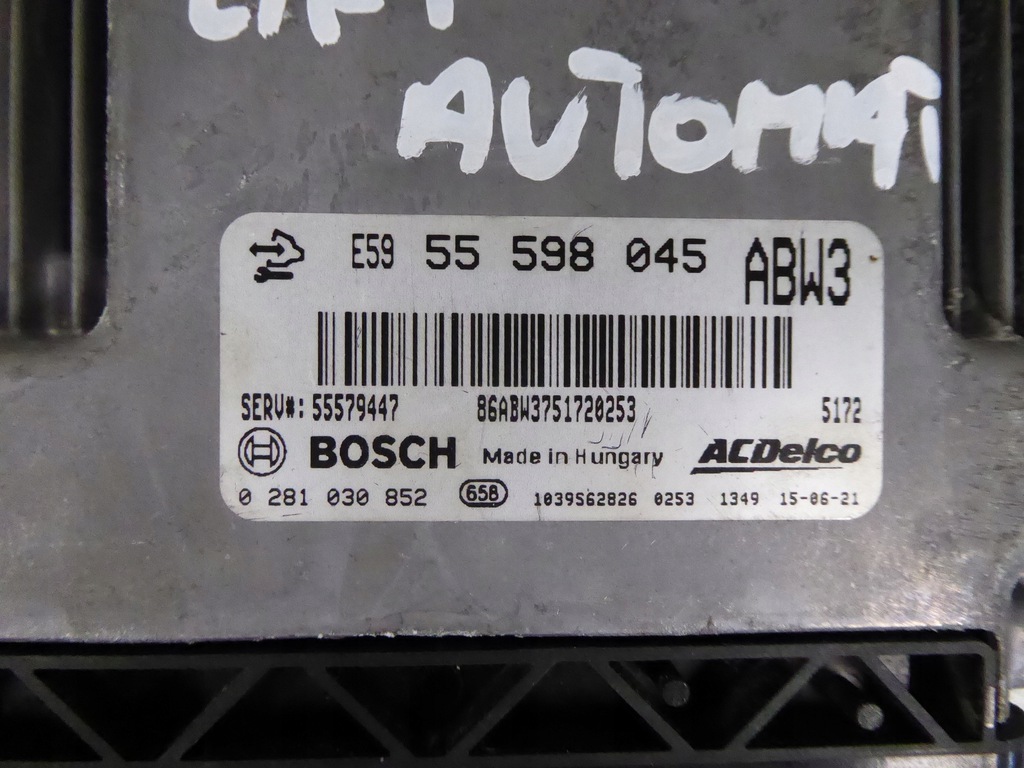 AUTOMATI
E59 55 598 045 ABW3
SERV#: 55579447 86ABW3751720253 5172
BOSCH Made in Hungary ACDelco
0 281 030 852 658 1039S62826 0253 1349 15-06-21